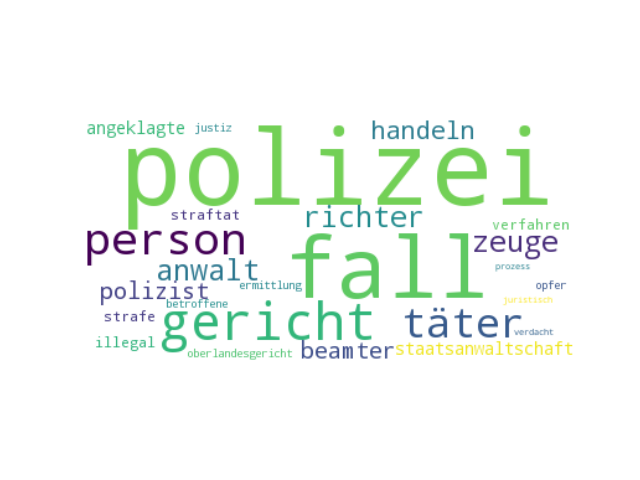 angeklagte justiz handeln
polizei
straftat richter verfahren
person fall zeuge
anwalt prozess
polizist ermittlung opfer
betroffene juristisch
strafe gericht täter verdacht
illegal oberlandesgericht beamter staatsanwaltschaft